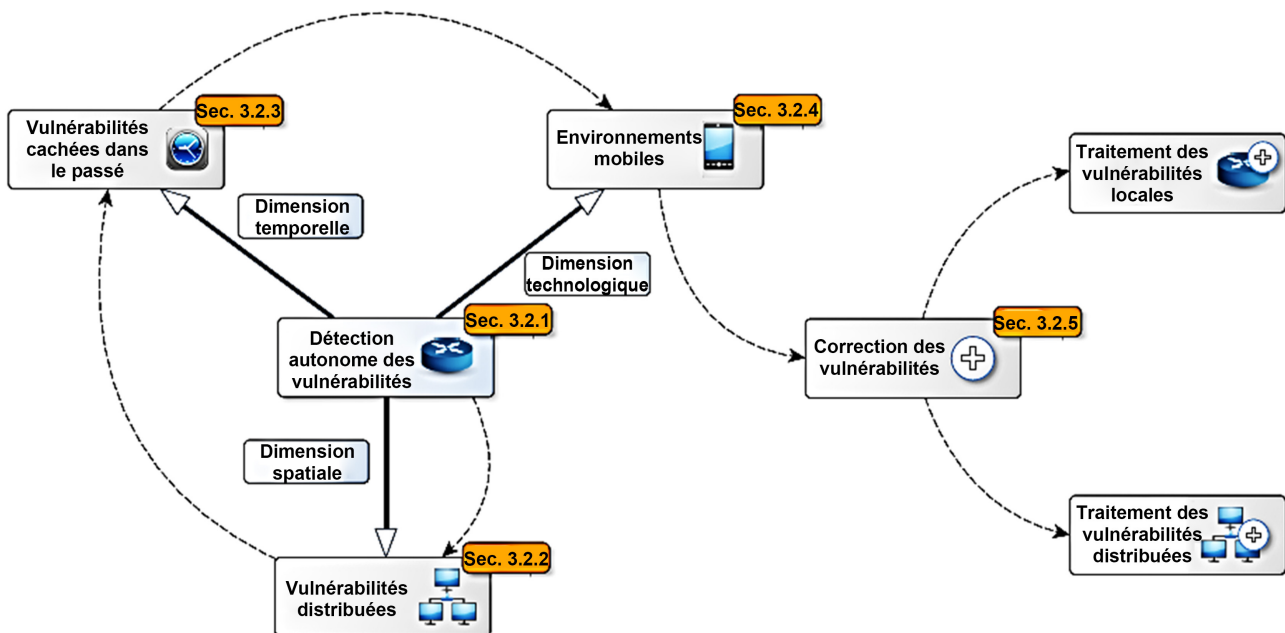 Sec. 3.2.3
Vulnérabilités
cachées dans
le passé
Sec. 3.2.4
Environnements
mobiles
Traitement des
vulnérabilités
locales
Dimension
temporelle
Dimension
technologique
Sec. 3.2.1
Détection
autonome des
vulnérabilités
Sec. 3.2.5
Correction des
vulnérabilités
Dimension
spatiale
Sec. 3.2.2
Vulnérabilités
distribuées
Traitement des
vulnérabilités
distribuées